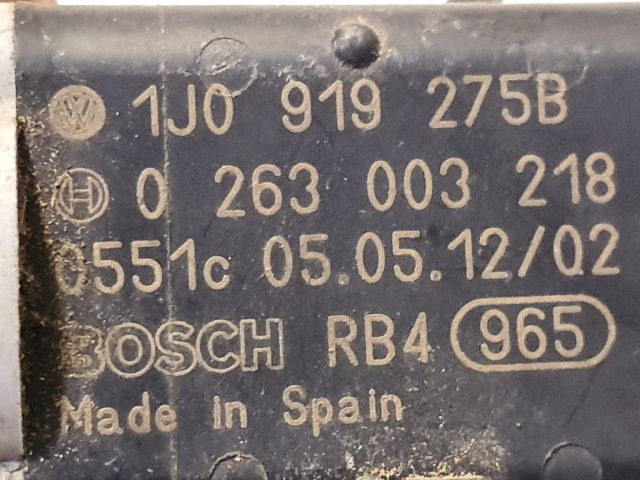 1J0 919 275B
0 263 003 218
0551c 05.05.12/02
BOSCH RB4 965
Made in Spain